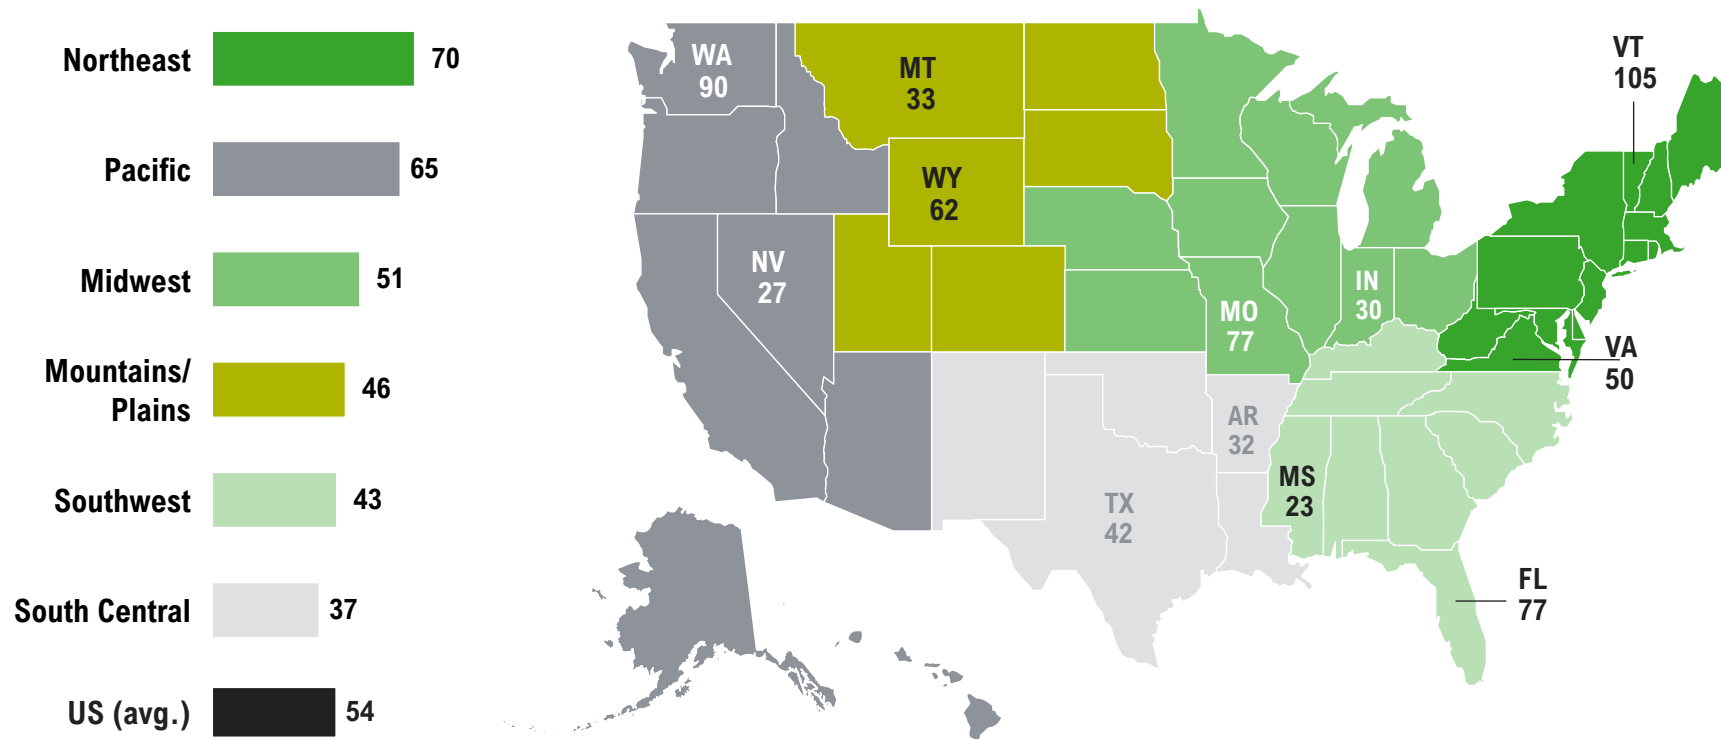 Northeast
70
Pacific
65
Midwest
51
Mountains/
Plains
46
Southwest
43
South Central
37
US (avg.)
54
WA
90
MT
33
WY
62
NV
27
MO
77
IN
30
VT
105
VA
50
AR
32
MS
23
TX
42
FL
77